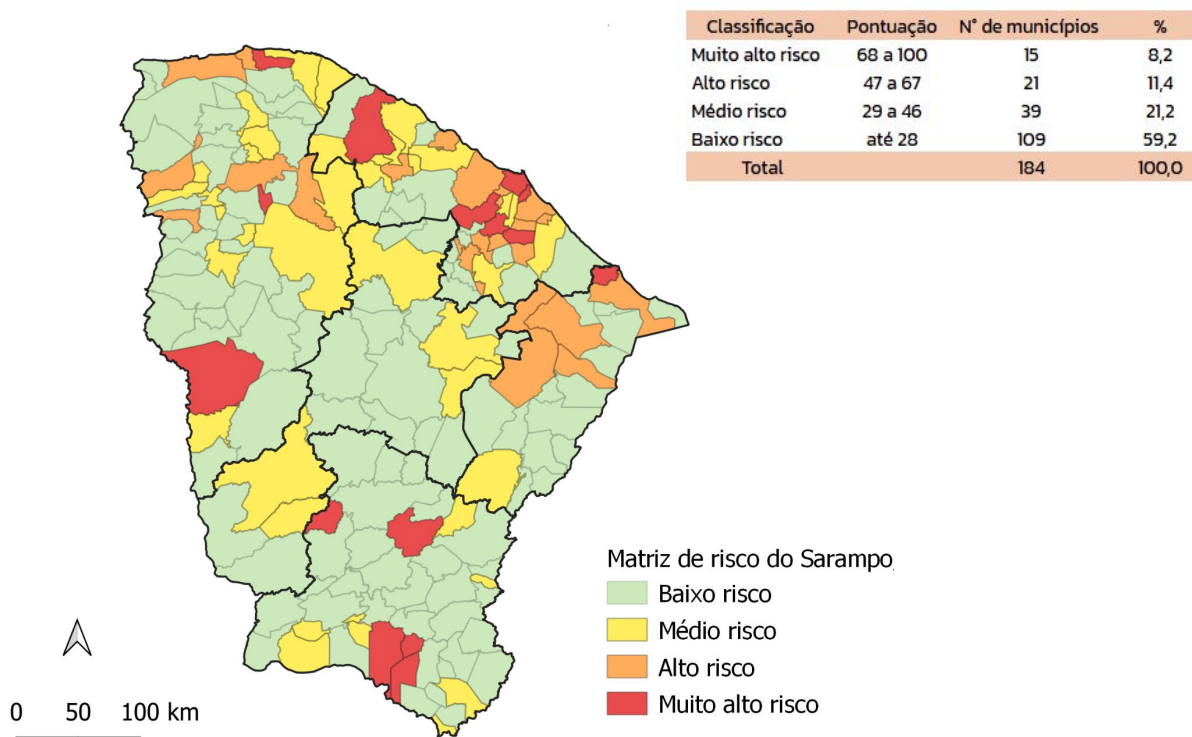 Classificação Pontuação N° de municípios %
Muito alto risco 68 a 100 15 8,2
Alto risco 47 a 67 21 11,4
Médio risco 29 a 46 39 21,2
Baixo risco até 28 109 59,2
Total 184 100,0
Matriz de risco do Sarampo
Baixo risco
Médio risco
Alto risco
Muito alto risco
0 50 100 km